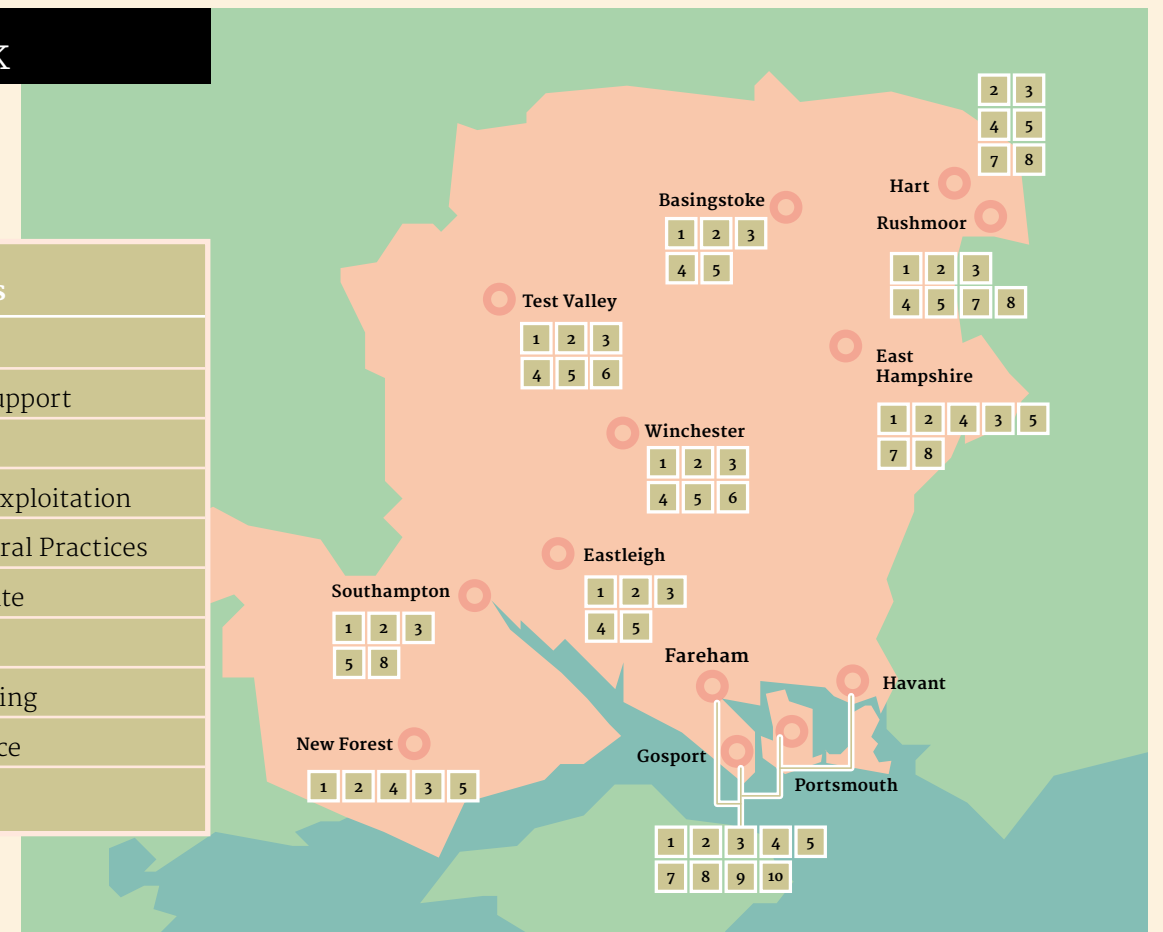 k
s
upport
xploitation
ral Practices
te
ing
ce
2 3
4 5
7 8
Hart
Basingstoke
1 2 3
4 5
Rushmoor
1 2 3
4 5 7 8
Test Valley
1 2 3
4 5 6
East
Hampshire
1 2 4 3 5
7 8
Winchester
1 2 3
4 5 6
Eastleigh
1 2 3
4 5
Southampton
1 2 3
5 8
Fareham
Havant
New Forest
1 2 4 3 5
Gosport
Portsmouth
1 2 3 4 5
7 8 9 10